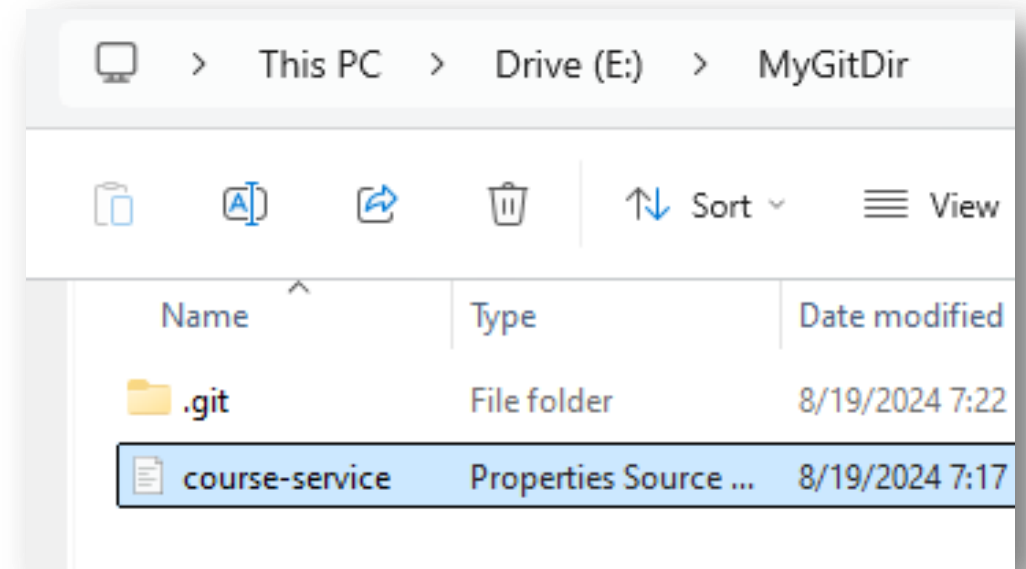 This PC > Drive (E:) > MyGitDir
Sort View
Name Type Date modified
.git File folder 8/19/2024 7:22
course-service Properties Source ... 8/19/2024 7:17